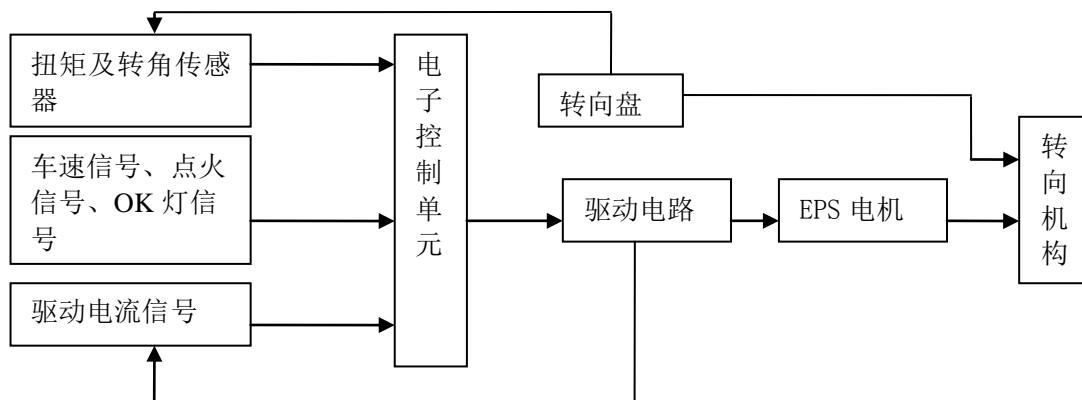 扭矩及转角传感
器
车速信号、点火
信号、OK 灯信
号
驱动电流信号
电
子
控
制
单
元
转向盘
驱动电路
EPS 电机
转
向
机
构